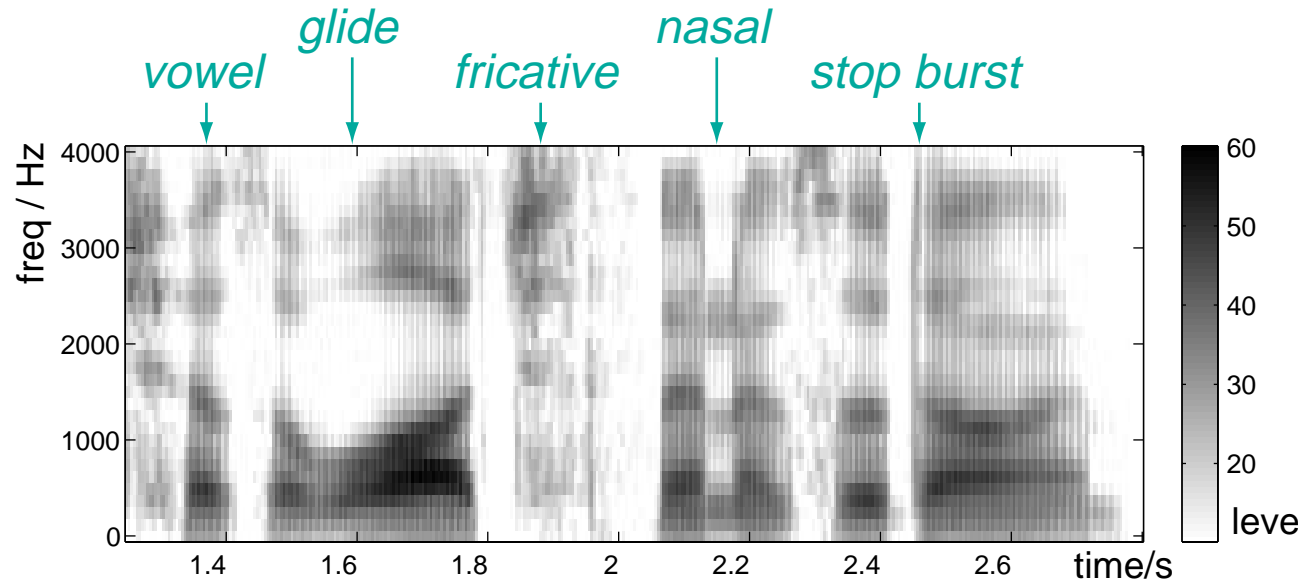 glide
nasal
vowel
fricative
stop burst
freq / Hz
4000
3000
2000
1000
0
1.4
1.6
1.8
2
2.2
2.4
2.6
time/s
60
50
40
30
20
leve